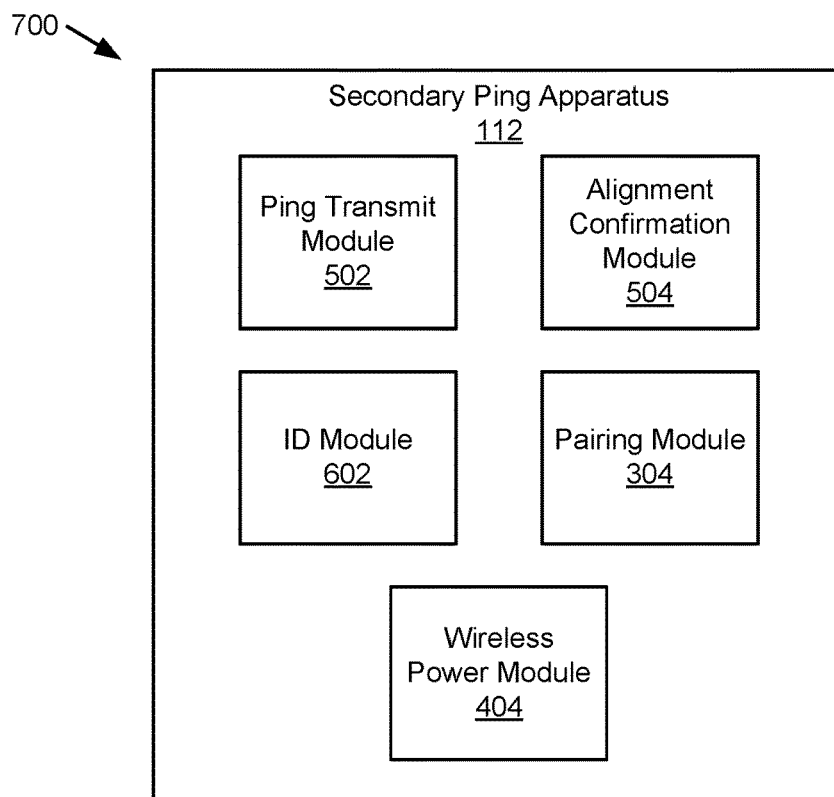 700
Secondary Ping Apparatus
112
Ping Transmit
Module
502
Alignment
Confirmation
Module
504
ID Module
602
Pairing Module
304
Wireless
Power Module
404